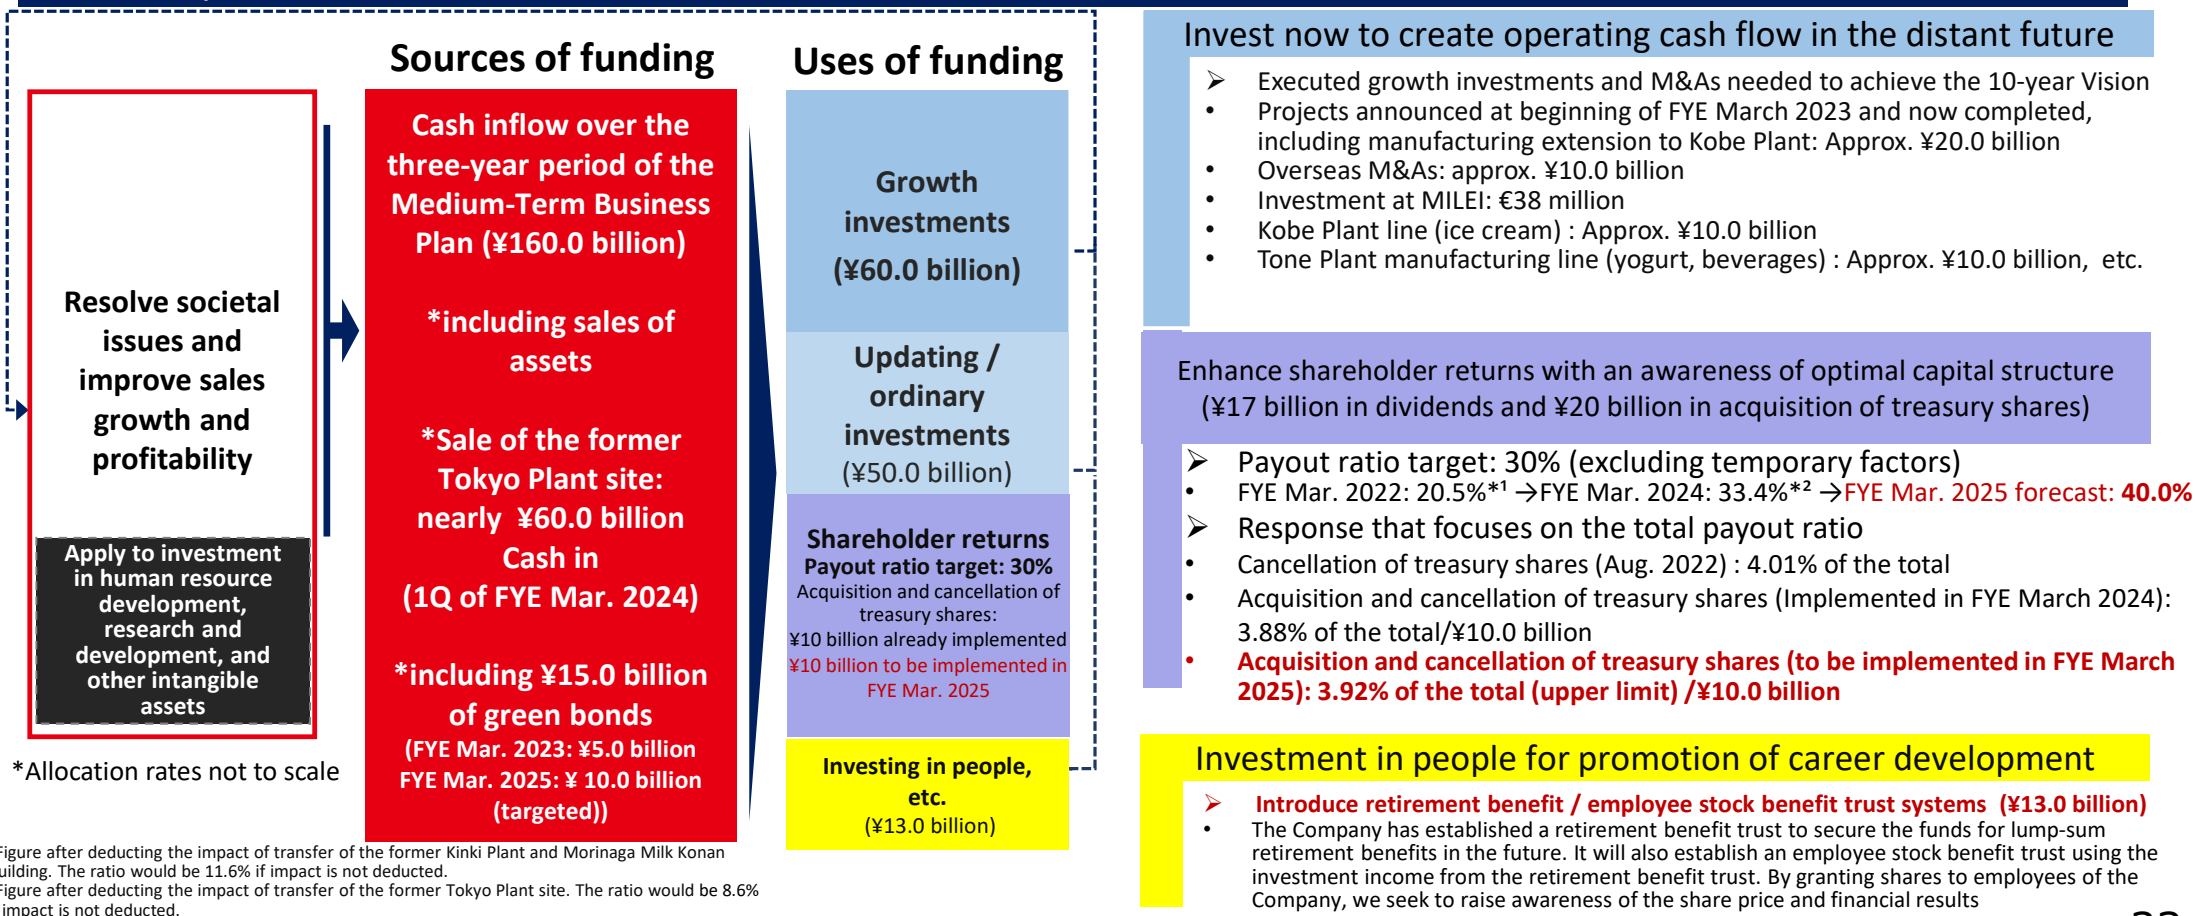 Sources of funding
Uses of funding
Resolve societal
issues and
improve sales
growth and
profitability
Apply to investment
in human resource
development,
research and
development, and
other intangible
assets
*Allocation rates not to scale
Cash inflow over the
three-year period of the
Medium-Term Business
Plan (¥160.0 billion)
*including sales of
assets
*Sale of the former
Tokyo Plant site:
nearly ¥60.0 billion
Cash in
(1Q of FYE Mar. 2024)
*including ¥15.0 billion
of green bonds
(FYE Mar. 2023: ¥5.0 billion
FYE Mar. 2025: ¥ 10.0 billion
(targeted))
Growth
investments
(¥60.0 billion)
Updating /
ordinary
investments
(¥50.0 billion)
Shareholder returns
Payout ratio target: 30%
Acquisition and cancellation of
treasury shares:
¥10 billion already implemented
¥10 billion to be implemented in
FYE Mar. 2025
Investing in people,
etc.
(¥13.0 billion)
Invest now to create operating cash flow in the distant future
➢ Executed growth investments and M&As needed to achieve the 10-year Vision
• Projects announced at beginning of FYE March 2023 and now completed,
including manufacturing extension to Kobe Plant: Approx. ¥20.0 billion
• Overseas M&As: approx. ¥10.0 billion
• Investment at MILEI: €38 million
• Kobe Plant line (ice cream) : Approx. ¥10.0 billion
• Tone Plant manufacturing line (yogurt, beverages) : Approx. ¥10.0 billion, etc.
Enhance shareholder returns with an awareness of optimal capital structure
(¥17 billion in dividends and ¥20 billion in acquisition of treasury shares)
➢ Payout ratio target: 30% (excluding temporary factors)
• FYE Mar. 2022: 20.5%*¹ →FYE Mar. 2024: 33.4%*² →FYE Mar. 2025 forecast: 40.0%
➢ Response that focuses on the total payout ratio
• Cancellation of treasury shares (Aug. 2022) : 4.01% of the total
• Acquisition and cancellation of treasury shares (Implemented in FYE March 2024):
3.88% of the total/¥10.0 billion
• Acquisition and cancellation of treasury shares (to be implemented in FYE March
2025): 3.92% of the total (upper limit) /¥10.0 billion
Investment in people for promotion of career development
➢ Introduce retirement benefit / employee stock benefit trust systems (¥13.0 billion)
• The Company has established a retirement benefit trust to secure the funds for lump-sum
retirement benefits in the future. It will also establish an employee stock benefit trust using the
investment income from the retirement benefit trust. By granting shares to employees of the
Company, we seek to raise awareness of the share price and financial results
Figure after deducting the impact of transfer of the former Kinki Plant and Morinaga Milk Konan
uilding. The ratio would be 11.6% if impact is not deducted.
Figure after deducting the impact of transfer of the former Tokyo Plant site. The ratio would be 8.6%
impact is not deducted.